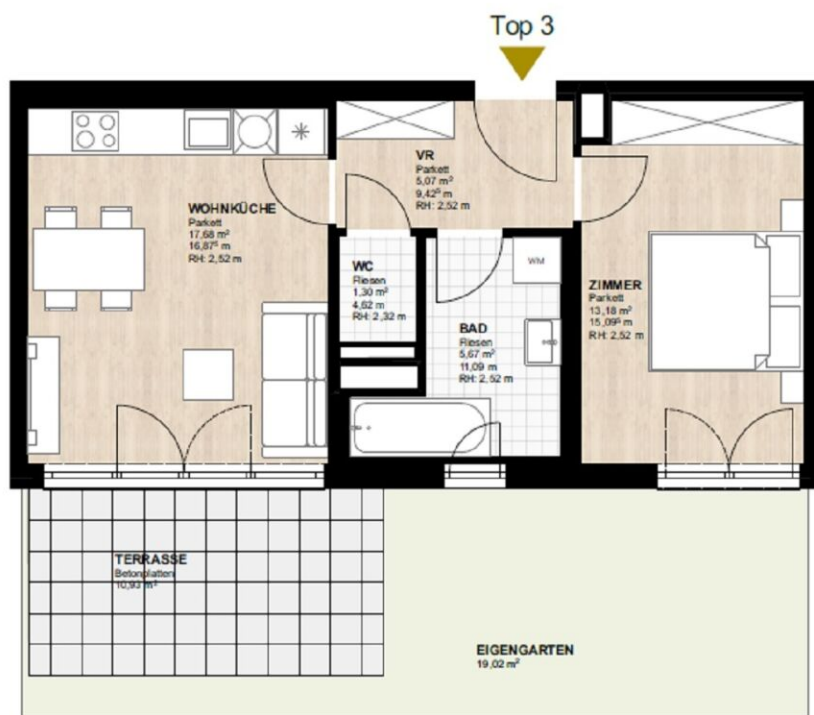 Top 3
VR
Parkett
5,07 m²
9,42⁵ m
RH: 2,52 m
WOHNKÜCHE
Parkett
17,68 m²
16,87⁵ m
RH: 2,52 m
WC
Fliesen
1,30 m²
4,62 m
RH: 2,32 m
WM
BAD
Fliesen
5,67 m²
11,09 m
RH: 2,52 m
ZIMMER
Parkett
13,18 m²
15,09⁵ m
RH: 2,52 m
TERRASSE
Betonplatten
10,93 m²
EIGENGARTEN
19,02 m²